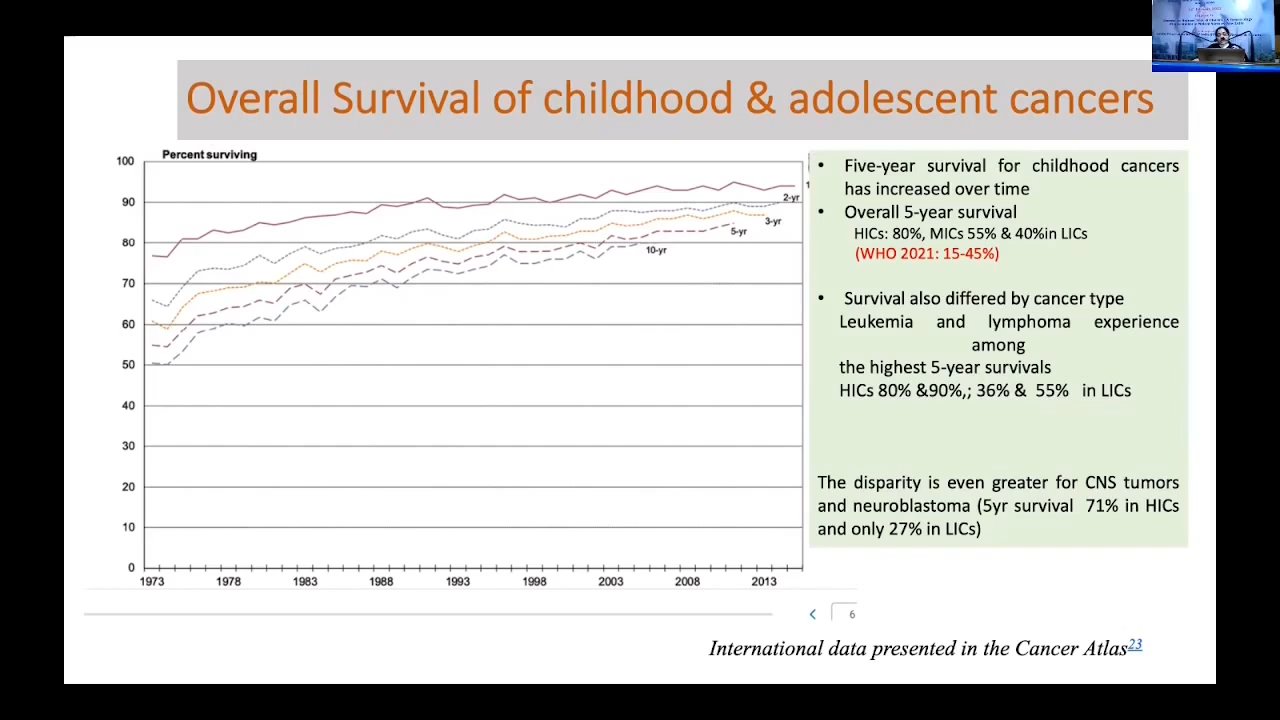 Overall Survival of childhood & adolescent cancers
Percent surviving
100
90
80
70
60
50
40
30
20
10
0
2-yr
3-yr
5-yr
10-yr
1973 1978 1983 1988 1993 1998 2003 2008 2013
• Five-year survival for childhood cancers
has increased over time
• Overall 5-year survival
HICs: 80%, MICs 55% & 40%in LICs
(WHO 2021: 15-45%)
• Survival also differed by cancer type
Leukemia and lymphoma experience
among
the highest 5-year survivals
HICs 80% &90%,; 36% & 55% in LICs
The disparity is even greater for CNS tumors
and neuroblastoma (5yr survival 71% in HICs
and only 27% in LICs)
6
International data presented in the Cancer Atlas23